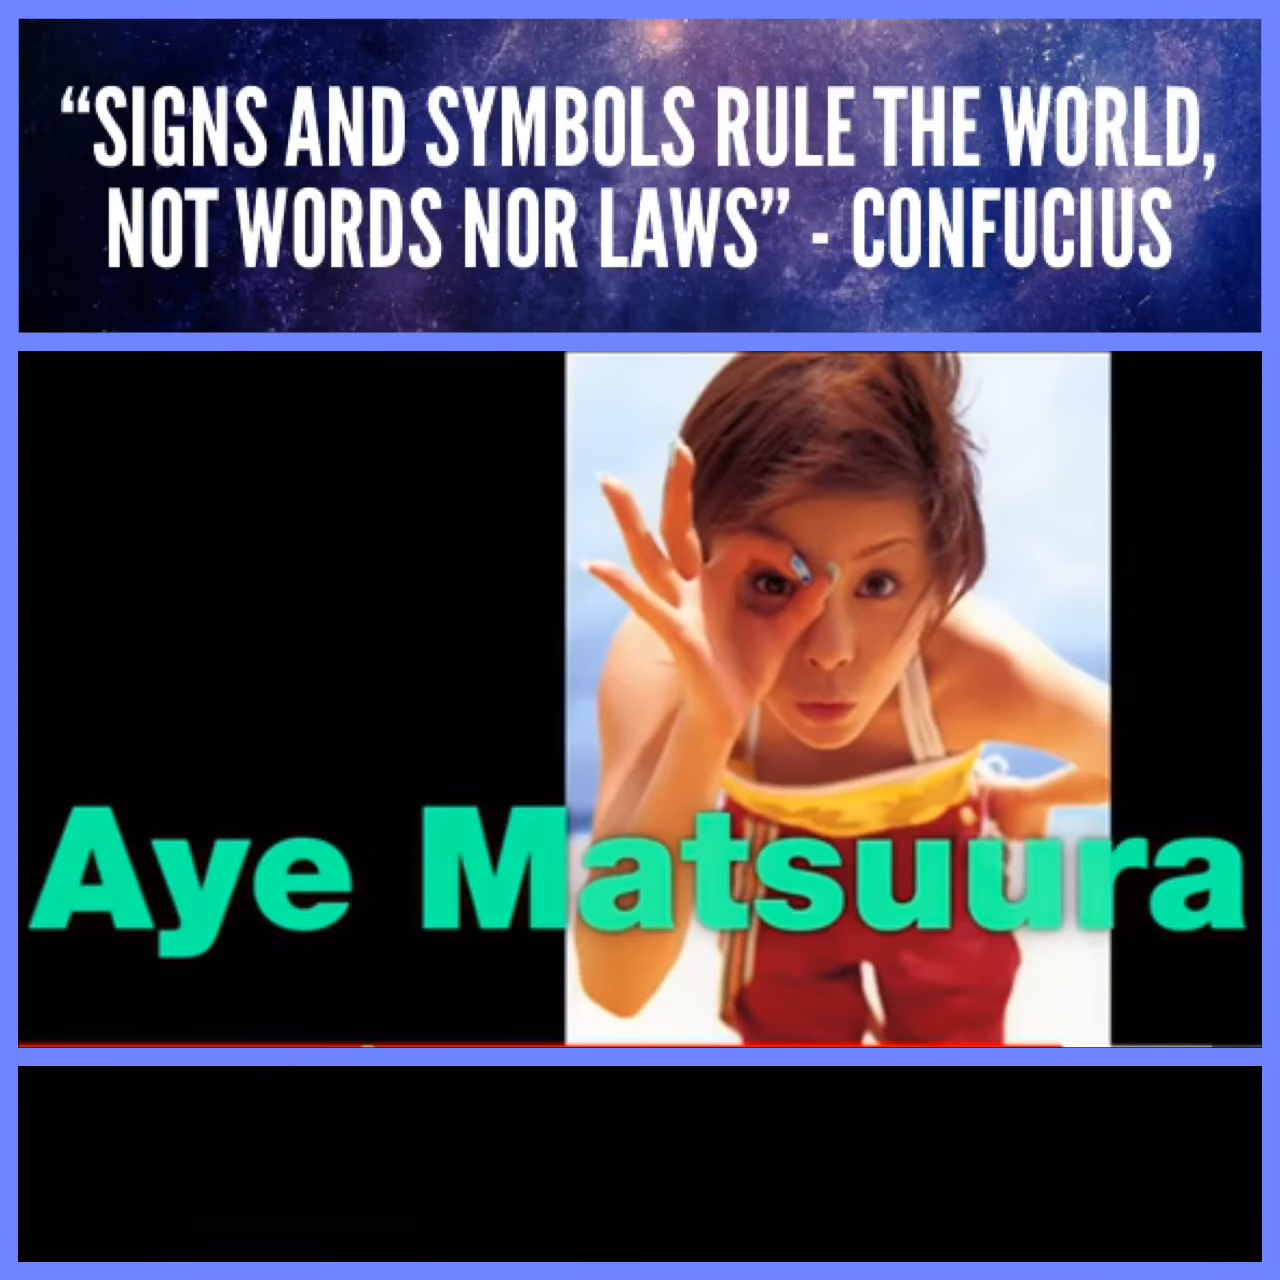 “SIGNS AND SYMBOLS RULE THE WORLD,
NOT WORDS NOR LAWS” - CONFUCIUS
Aye Matsuura